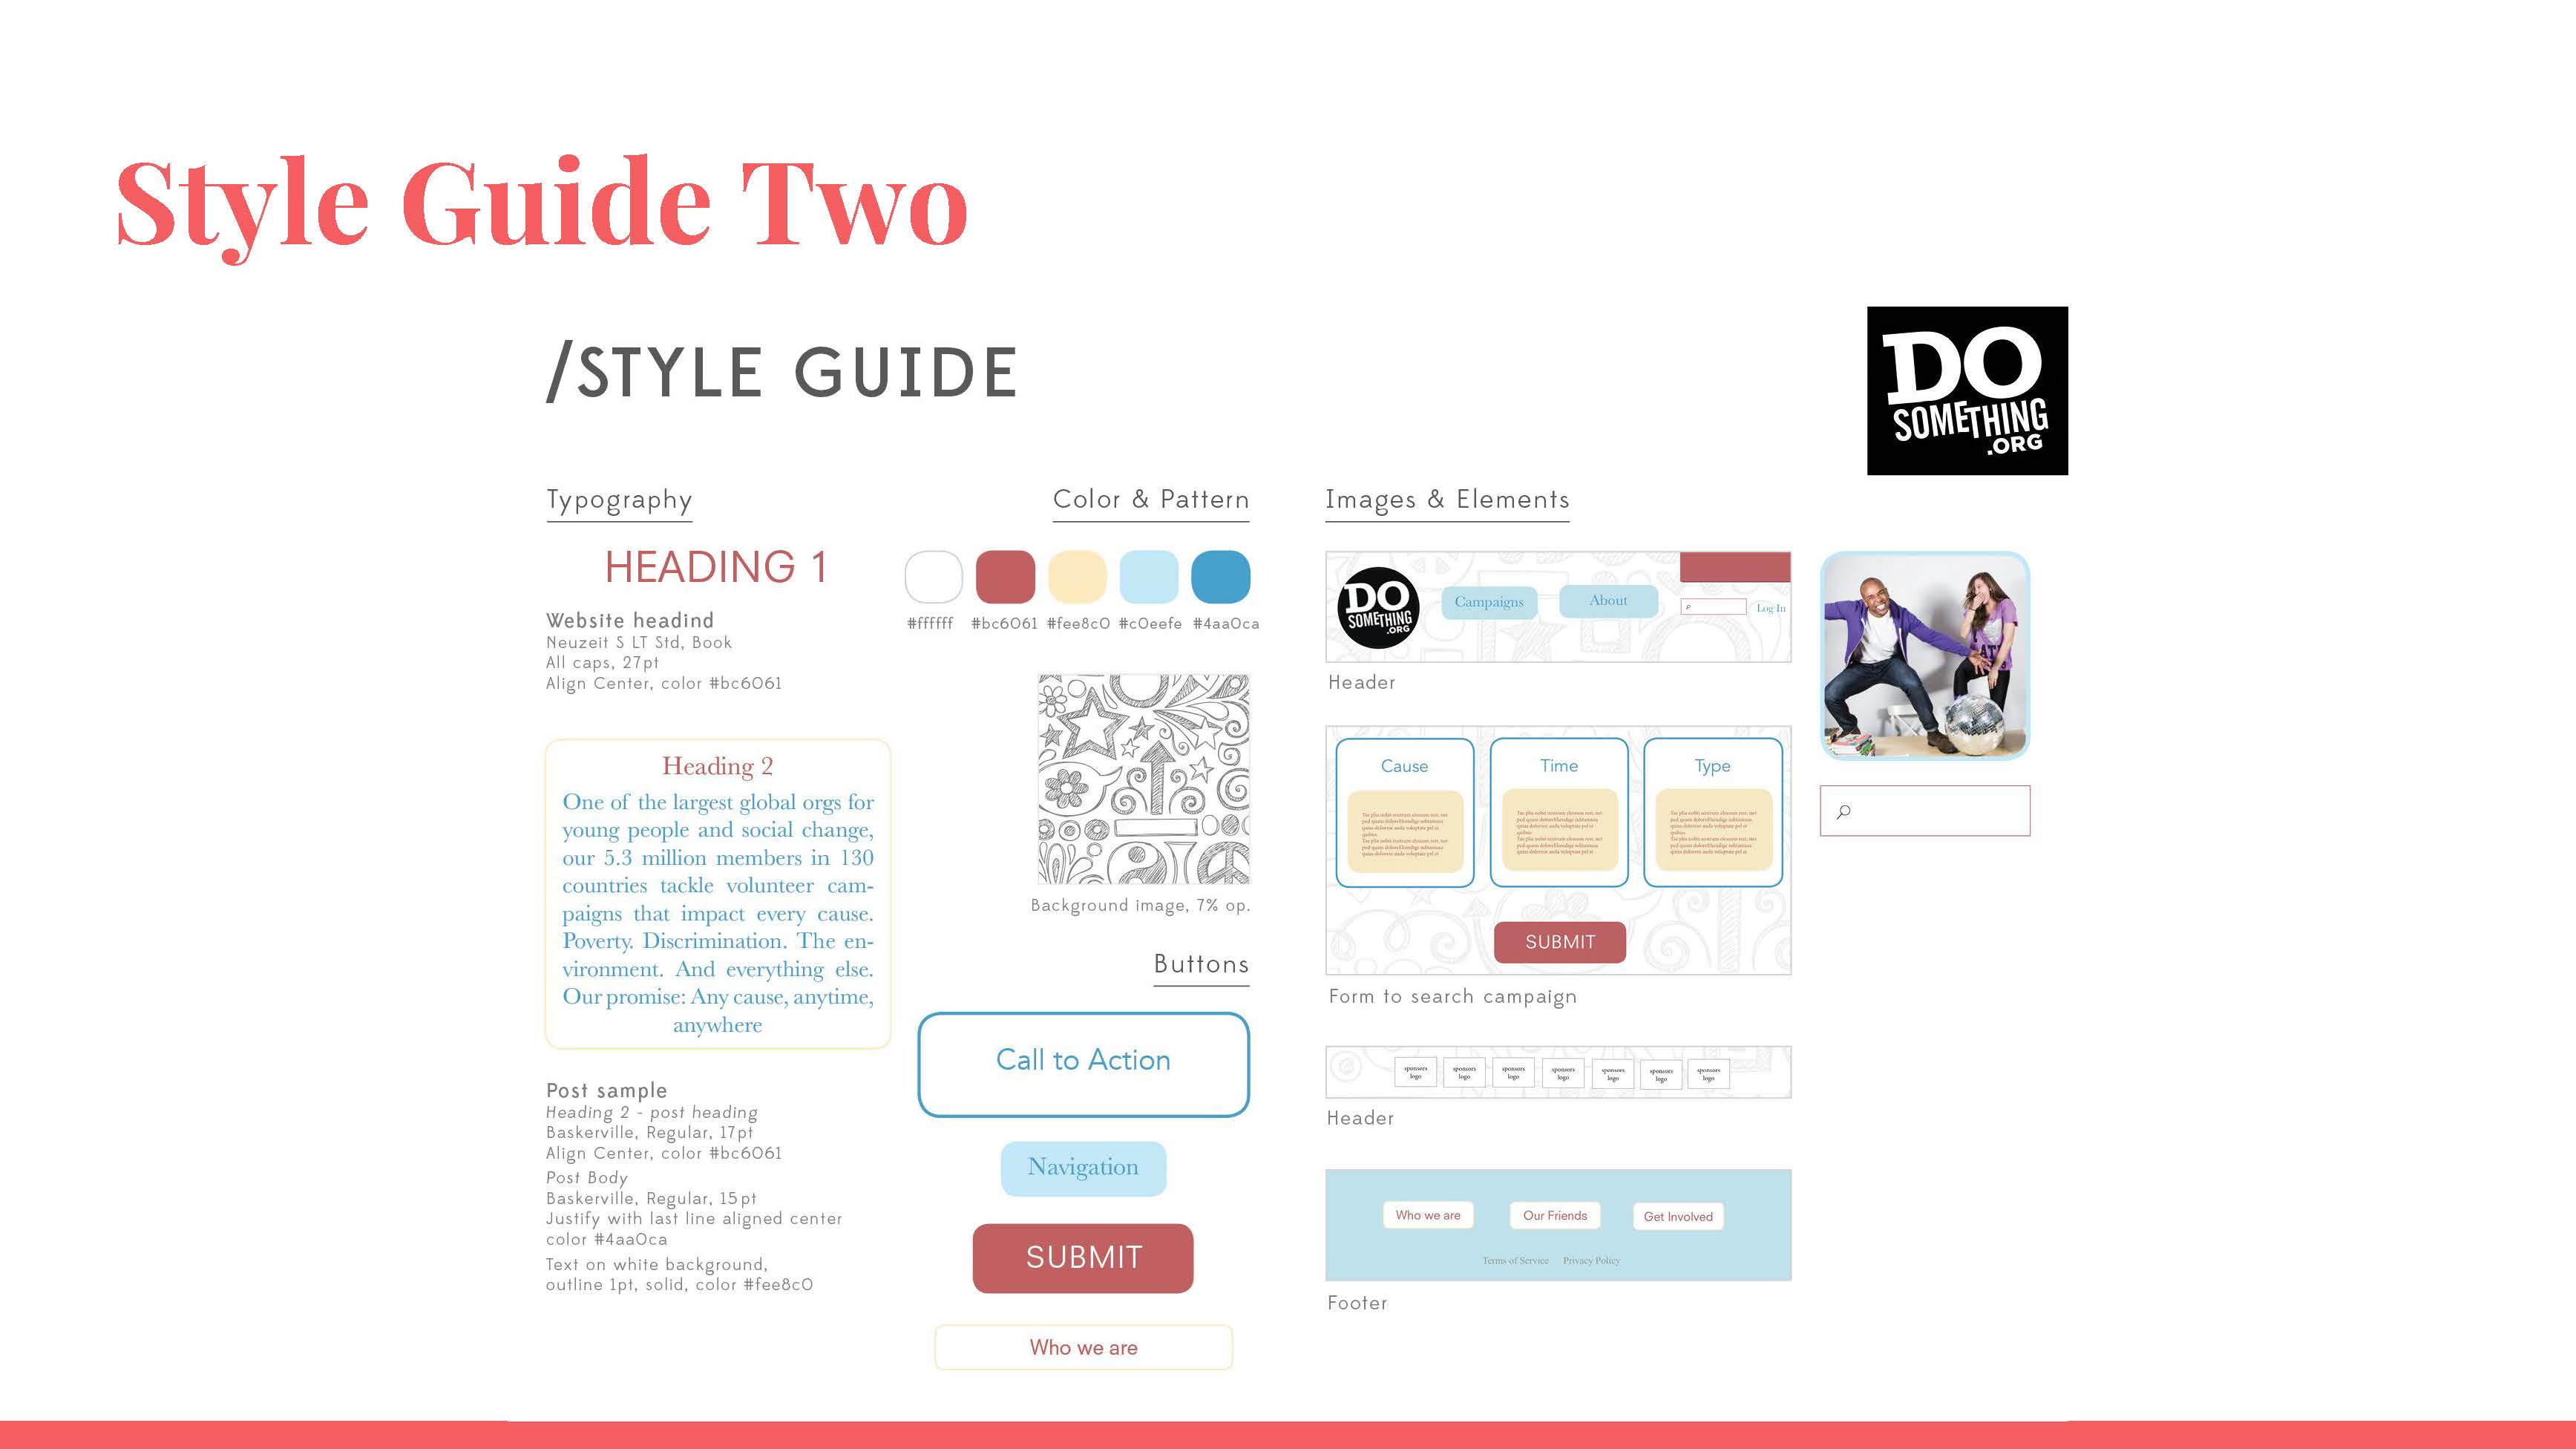 Style Guide Two
/STYLE GUIDE
DO
SOMETHING
.ORG
Typography
HEADING 1
Website headind
Neuzeit S LT Std, Book
All caps, 27pt
Align Center, color #bc6061
Heading 2
One of the largest global orgs for
young people and social change,
our 5.3 million members in 130
countries tackle volunteer cam-
paigns that impact every cause.
Poverty. Discrimination. The en-
vironment. And everything else.
Our promise: Any cause, anytime,
anywhere
Post sample
Heading 2 - post heading
Baskerville, Regular, 17pt
Align Center, color #bc6061
Post Body
Baskerville, Regular, 15pt
Justify with last line aligned center
color #4aa0ca
Text on white background,
outline 1pt, solid, color #fee8c0
Color & Pattern
#ffffff #bc6061 #fee8c0 #c0eefe #4aa0ca
Background image, 7% op.
Buttons
Call to Action
Navigation
SUBMIT
Who we are
Images & Elements
DO
SOMETHING
.ORG
Campaigns About Log In
Header
Cause Time Type
SUBMIT
Form to search campaign
sponsors sponsors sponsors sponsors sponsors sponsors sponsors
logo logo logo logo logo logo logo
Header
Who we are Our Friends Get Involved
Terms of Service Privacy Policy
Footer